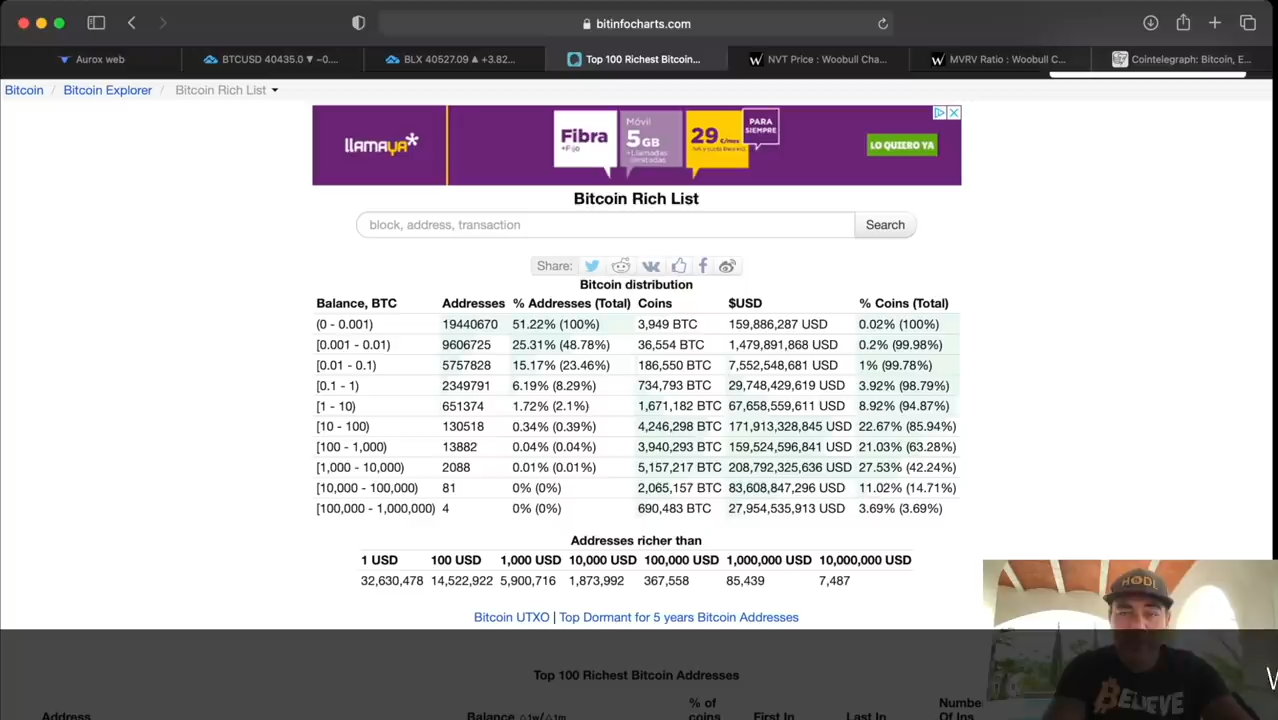 bitinfocharts.com
Aurox web
BTCUSD 40435.0 ▼ −0....
BLX 40527.09 ▲ +3.82...
Top 100 Richest Bitcoin...
NVT Price : Woobull Cha...
MVRV Ratio : Woobull C...
Cointelegraph: Bitcoin, E...
Bitcoin / Bitcoin Explorer / Bitcoin Rich List
llamaya*
Fibra
+Fijo
Móvil
5GB
+Llamadas
ilimitadas
29
PARA
SIEMPRE
LO QUIERO YA
Bitcoin Rich List
block, address, transaction
Search
Share:
Bitcoin distribution
Balance, BTC Addresses % Addresses (Total) Coins $USD % Coins (Total)
(0 - 0.001) 19440670 51.22% (100%) 3,949 BTC 159,886,287 USD 0.02% (100%)
[0.001 - 0.01) 9606725 25.31% (48.78%) 36,554 BTC 1,479,891,868 USD 0.2% (99.98%)
[0.01 - 0.1) 5757828 15.17% (23.46%) 186,550 BTC 7,552,548,681 USD 1% (99.78%)
[0.1 - 1) 2349791 6.19% (8.29%) 734,793 BTC 29,748,429,619 USD 3.92% (98.79%)
[1 - 10) 651374 1.72% (2.1%) 1,671,182 BTC 67,658,559,611 USD 8.92% (94.87%)
[10 - 100) 130518 0.34% (0.39%) 4,246,298 BTC 171,913,328,845 USD 22.67% (85.94%)
[100 - 1,000) 13882 0.04% (0.04%) 3,940,293 BTC 159,524,596,841 USD 21.03% (63.28%)
[1,000 - 10,000) 2088 0.01% (0.01%) 5,157,217 BTC 208,792,325,636 USD 27.53% (42.24%)
[10,000 - 100,000) 81 0% (0%) 2,065,157 BTC 83,608,847,296 USD 11.02% (14.71%)
[100,000 - 1,000,000) 4 0% (0%) 690,483 BTC 27,954,535,913 USD 3.69% (3.69%)
Addresses richer than
1 USD 100 USD 1,000 USD 10,000 USD 100,000 USD 1,000,000 USD 10,000,000 USD
32,630,478 14,522,922 5,900,716 1,873,992 367,558 85,439 7,487
Bitcoin UTXO | Top Dormant for 5 years Bitcoin Addresses
HODL
BELIEVE
Top 100 Richest Bitcoin Addresses
Address Balance △1w/△1m % of coins First In Last In Number Of Ins